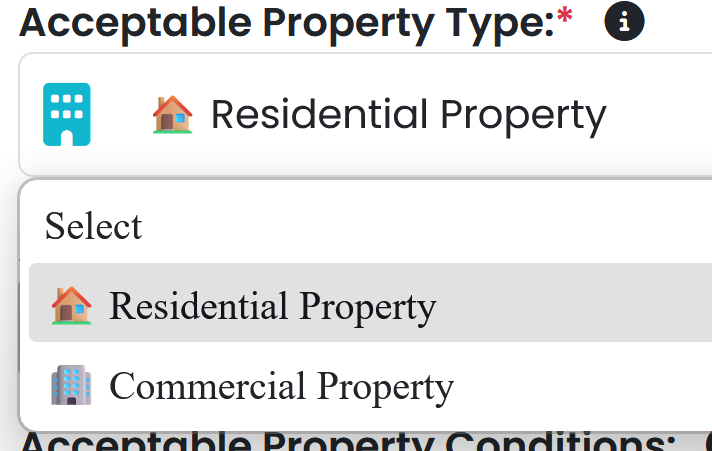 Acceptable Property Type:*
Residential Property
Select
Residential Property
Commercial Property
Acceptable Property Conditions: